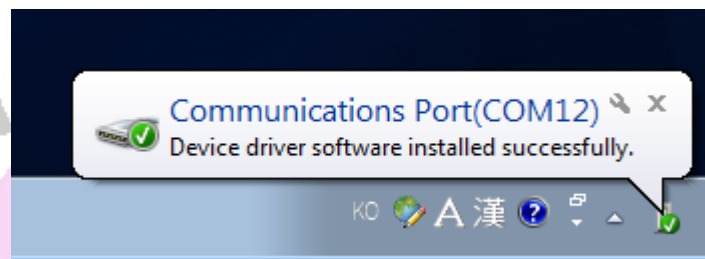 Communications Port(COM12)
Device driver software installed successfully.
KO A 漢 ?